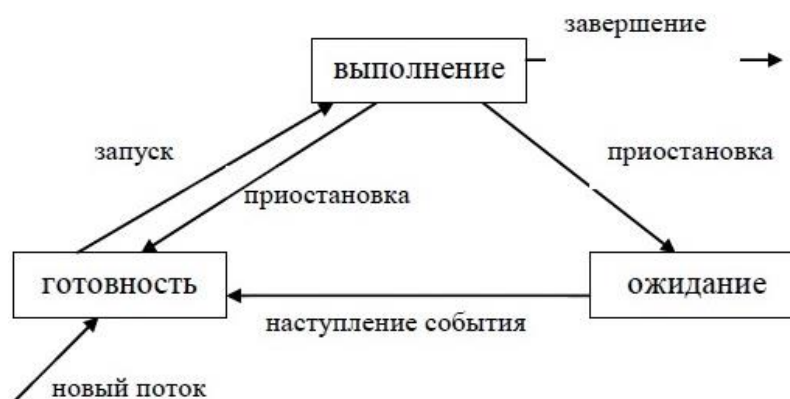 завершение
выполнение
запуск
приостановка
приостановка
готовность
ожидание
наступление события
новый поток